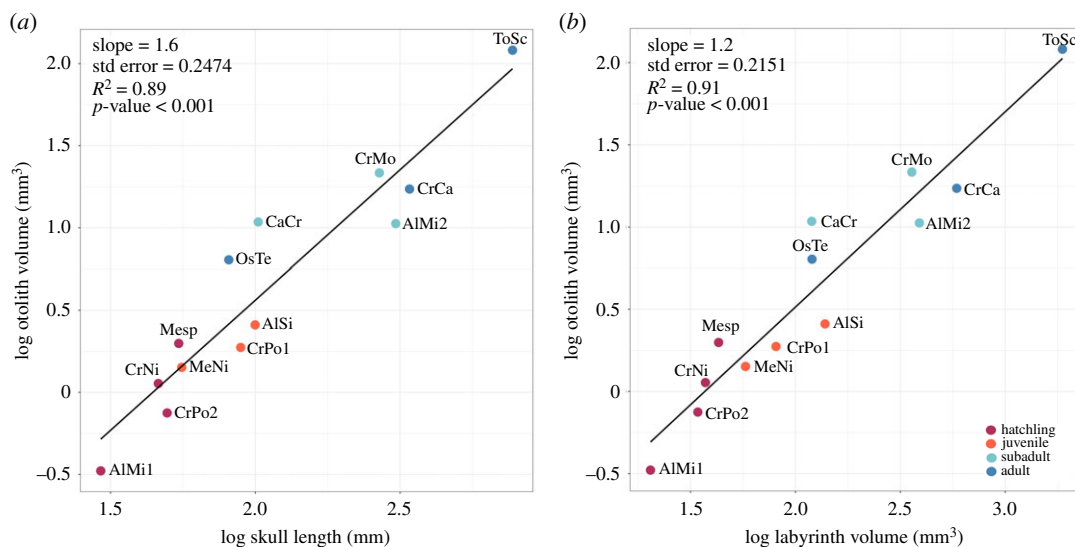 (a)
slope = 1.6
std error = 0.2474
R² = 0.89
p-value < 0.001
ToSc
CrMo
CrCa
CaCr
AlMi2
OsTe
AlSi
Mesp
CrPo1
MeNi
CrNi
CrPo2
AlMi1
2.0
1.5
1.0
0.5
0
–0.5
log otolith volume (mm³)
1.5 2.0 2.5
log skull length (mm)
(b)
slope = 1.2
std error = 0.2151
R² = 0.91
p-value < 0.001
ToSc
CrMo
CrCa
CaCr
AlMi2
OsTe
AlSi
Mesp
CrPo1
MeNi
CrNi
CrPo2
AlMi1
hatchling
juvenile
subadult
adult
2.0
1.5
1.0
0.5
0
–0.5
log otolith volume (mm³)
1.5 2.0 2.5 3.0
log labyrinth volume (mm³)